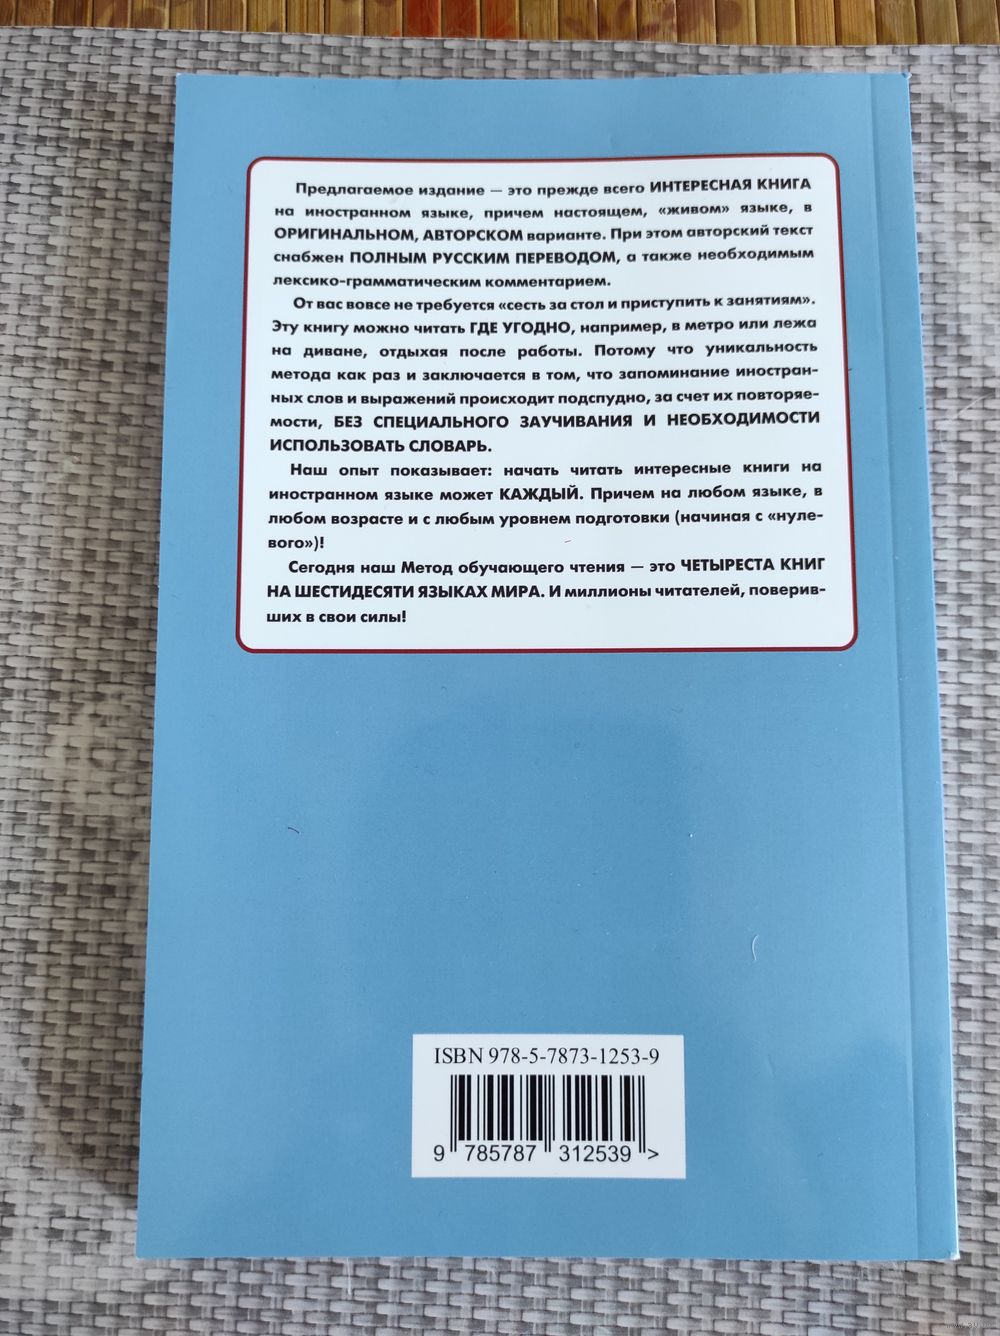 Предлагаемое издание — это прежде всего ИНТЕРЕСНАЯ КНИГА
на иностранном языке, причем настоящем, «живом» языке, в
ОРИГИНАЛЬНОМ, АВТОРСКОМ варианте. При этом авторский текст
снабжен ПОЛНЫМ РУССКИМ ПЕРЕВОДОМ, а также необходимым
лексико-грамматическим комментарием.
От вас вовсе не требуется «сесть за стол и приступить к занятиям».
Эту книгу можно читать ГДЕ УГОДНО, например, в метро или лежа
на диване, отдыхая после работы. Потому что уникальность
метода как раз и заключается в том, что запоминание иностран-
ных слов и выражений происходит подспудно, за счет их повторяе-
мости, БЕЗ СПЕЦИАЛЬНОГО ЗАУЧИВАНИЯ И НЕОБХОДИМОСТИ
ИСПОЛЬЗОВАТЬ СЛОВАРЬ.
Наш опыт показывает: начать читать интересные книги на
иностранном языке может КАЖДЫЙ. Причем на любом языке, в
любом возрасте и с любым уровнем подготовки (начиная с «нуле-
вого»)!
Сегодня наш Метод обучающего чтения — это ЧЕТЫРЕСТА КНИГ
НА ШЕСТИДЕСЯТИ ЯЗЫКАХ МИРА. И миллионы читателей, поверив-
ших в свои силы!
ISBN 978-5-7873-1253-9
9 785787 312539 >